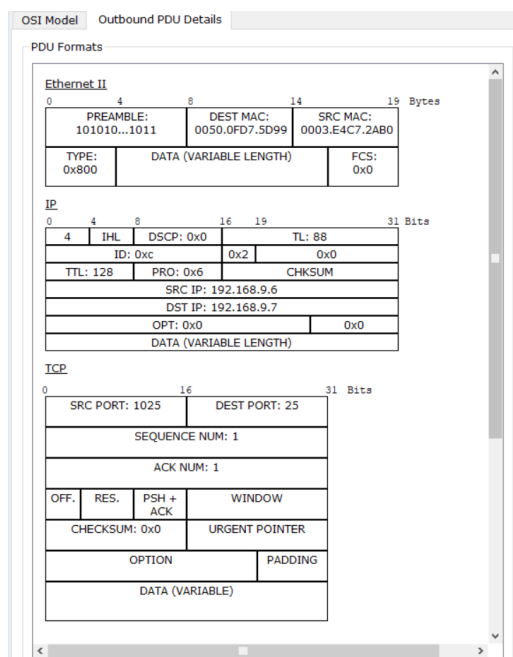 OSI Model Outbound PDU Details
PDU Formats
Ethernet II
0 4 8 14 19 Bytes
PREAMBLE: DEST MAC: SRC MAC:
101010...1011 0050.0FD7.5D99 0003.E4C7.2AB0
TYPE: DATA (VARIABLE LENGTH) FCS:
0x800 0x0
IP
0 4 8 16 19 31 Bits
4 IHL DSCP: 0x0 TL: 88
ID: 0xc 0x2 0x0
TTL: 128 PRO: 0x6 CHKSUM
SRC IP: 192.168.9.6
DST IP: 192.168.9.7
OPT: 0x0 0x0
DATA (VARIABLE LENGTH)
TCP
0 16 31 Bits
SRC PORT: 1025 DEST PORT: 25
SEQUENCE NUM: 1
ACK NUM: 1
OFF. RES. PSH + WINDOW
ACK
CHECKSUM: 0x0 URGENT POINTER
OPTION PADDING
DATA (VARIABLE)